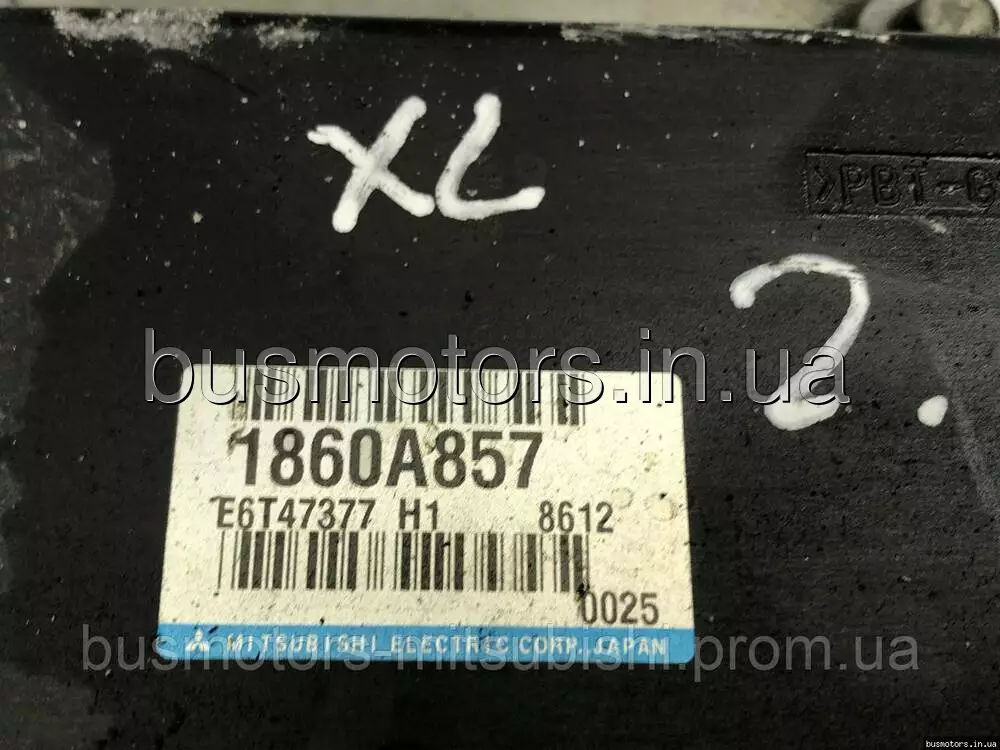 XL
>PBT-G
2.
busmotors.in.ua
1860A857
E6T47377 H1 8612
0025
MITSUBISHI ELECTRIC CORP. JAPAN
busmotors-mitsubishi.prom.ua
busmotors.in.ua